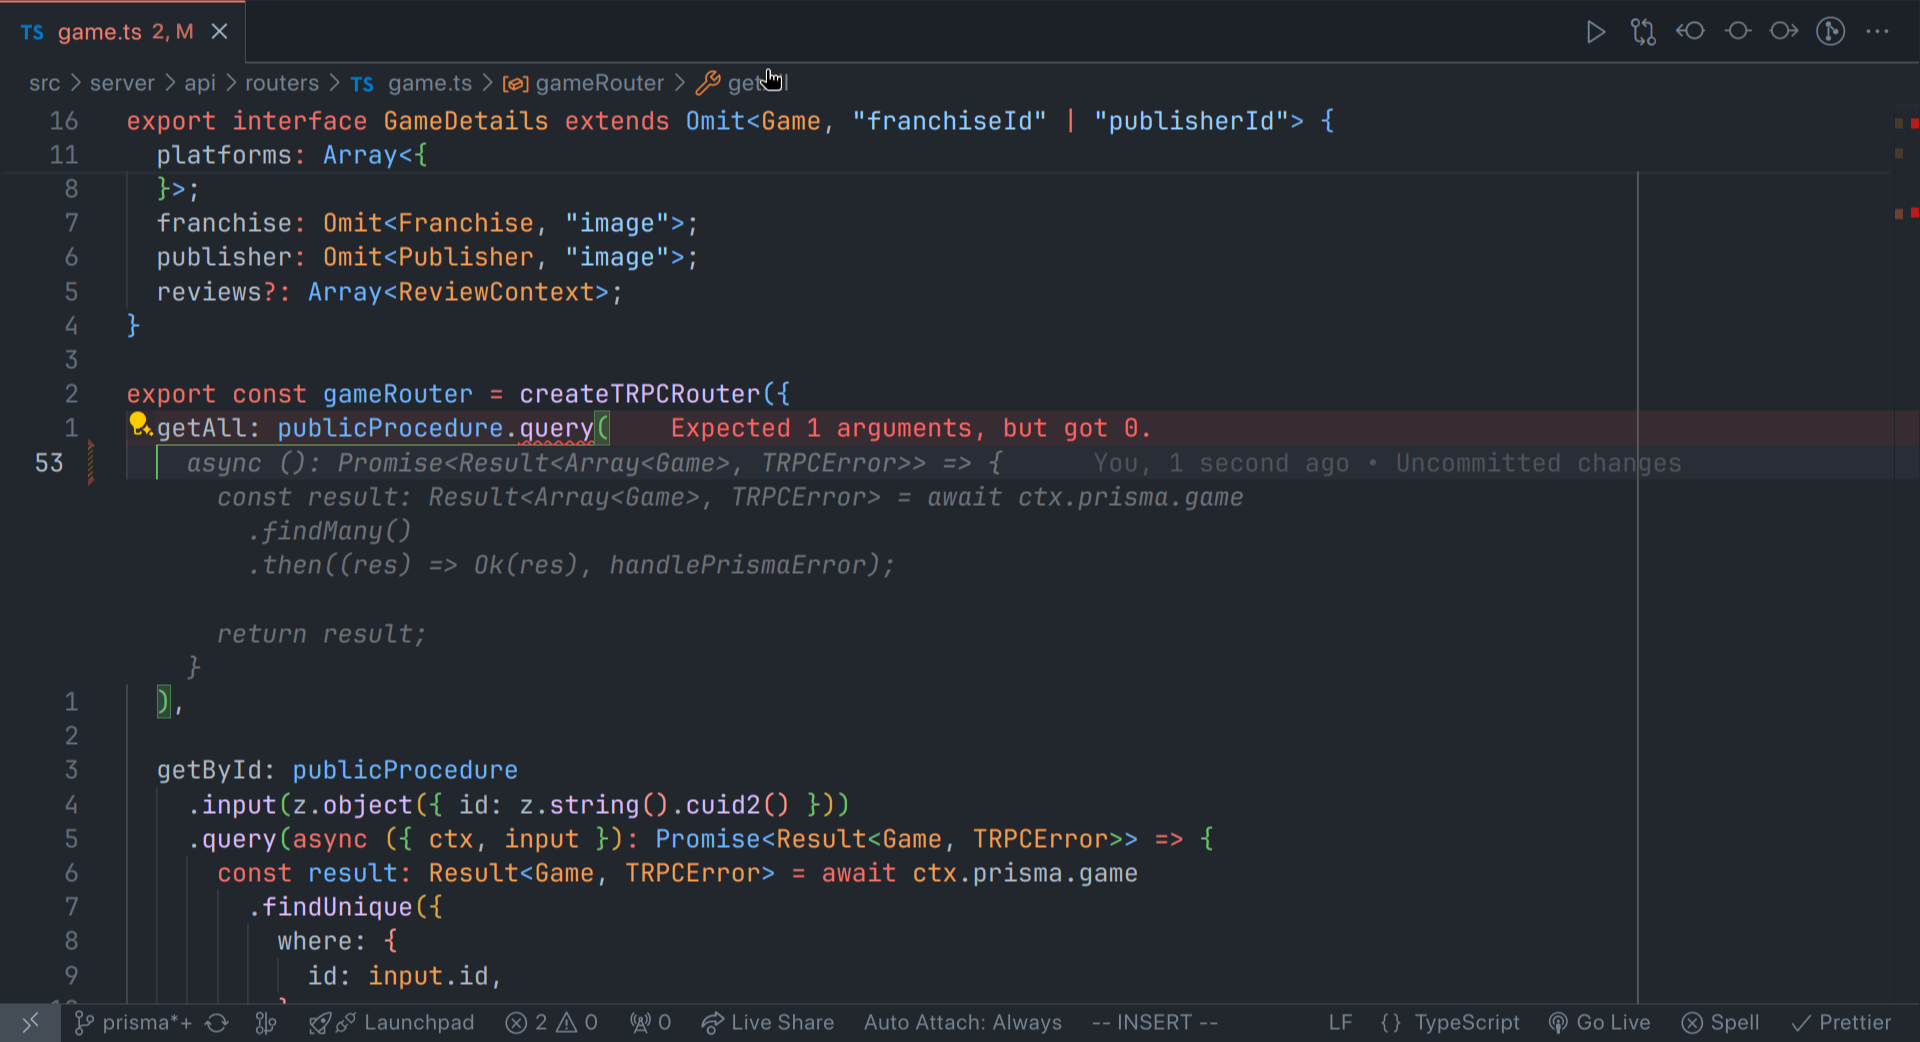 TS game.ts 2, M
src > server > api > routers > TS game.ts > gameRouter >
16 export interface GameDetails extends Omit<Game, "franchiseId" | "publisherId"> {
11 platforms: Array<{
8 }>;
7 franchise: Omit<Franchise, "image">;
6 publisher: Omit<Publisher, "image">;
5 reviews?: Array<ReviewContext>;
4 }
3
2 export const gameRouter = createTRPCRouter({
1 getAll: publicProcedure.query( Expected 1 arguments, but got 0.
53 async (): Promise<Result<Array<Game>, TRPCError>> => { You, 1 second ago • Uncommitted changes
const result: Result<Array<Game>, TRPCError> = await ctx.prisma.game
.findMany()
.then((res) => Ok(res), handlePrismaError);
return result;
}
1 ),
2
3 getById: publicProcedure
4 .input(z.object({ id: z.string().cuid2() }))
5 .query(async ({ ctx, input }): Promise<Result<Game, TRPCError>> => {
6 const result: Result<Game, TRPCError> = await ctx.prisma.game
7 .findUnique({
8 where: {
9 id: input.id,
prisma*+ Launchpad 2 0 0 Live Share Auto Attach: Always -- INSERT -- LF {} TypeScript Go Live Spell Prettier